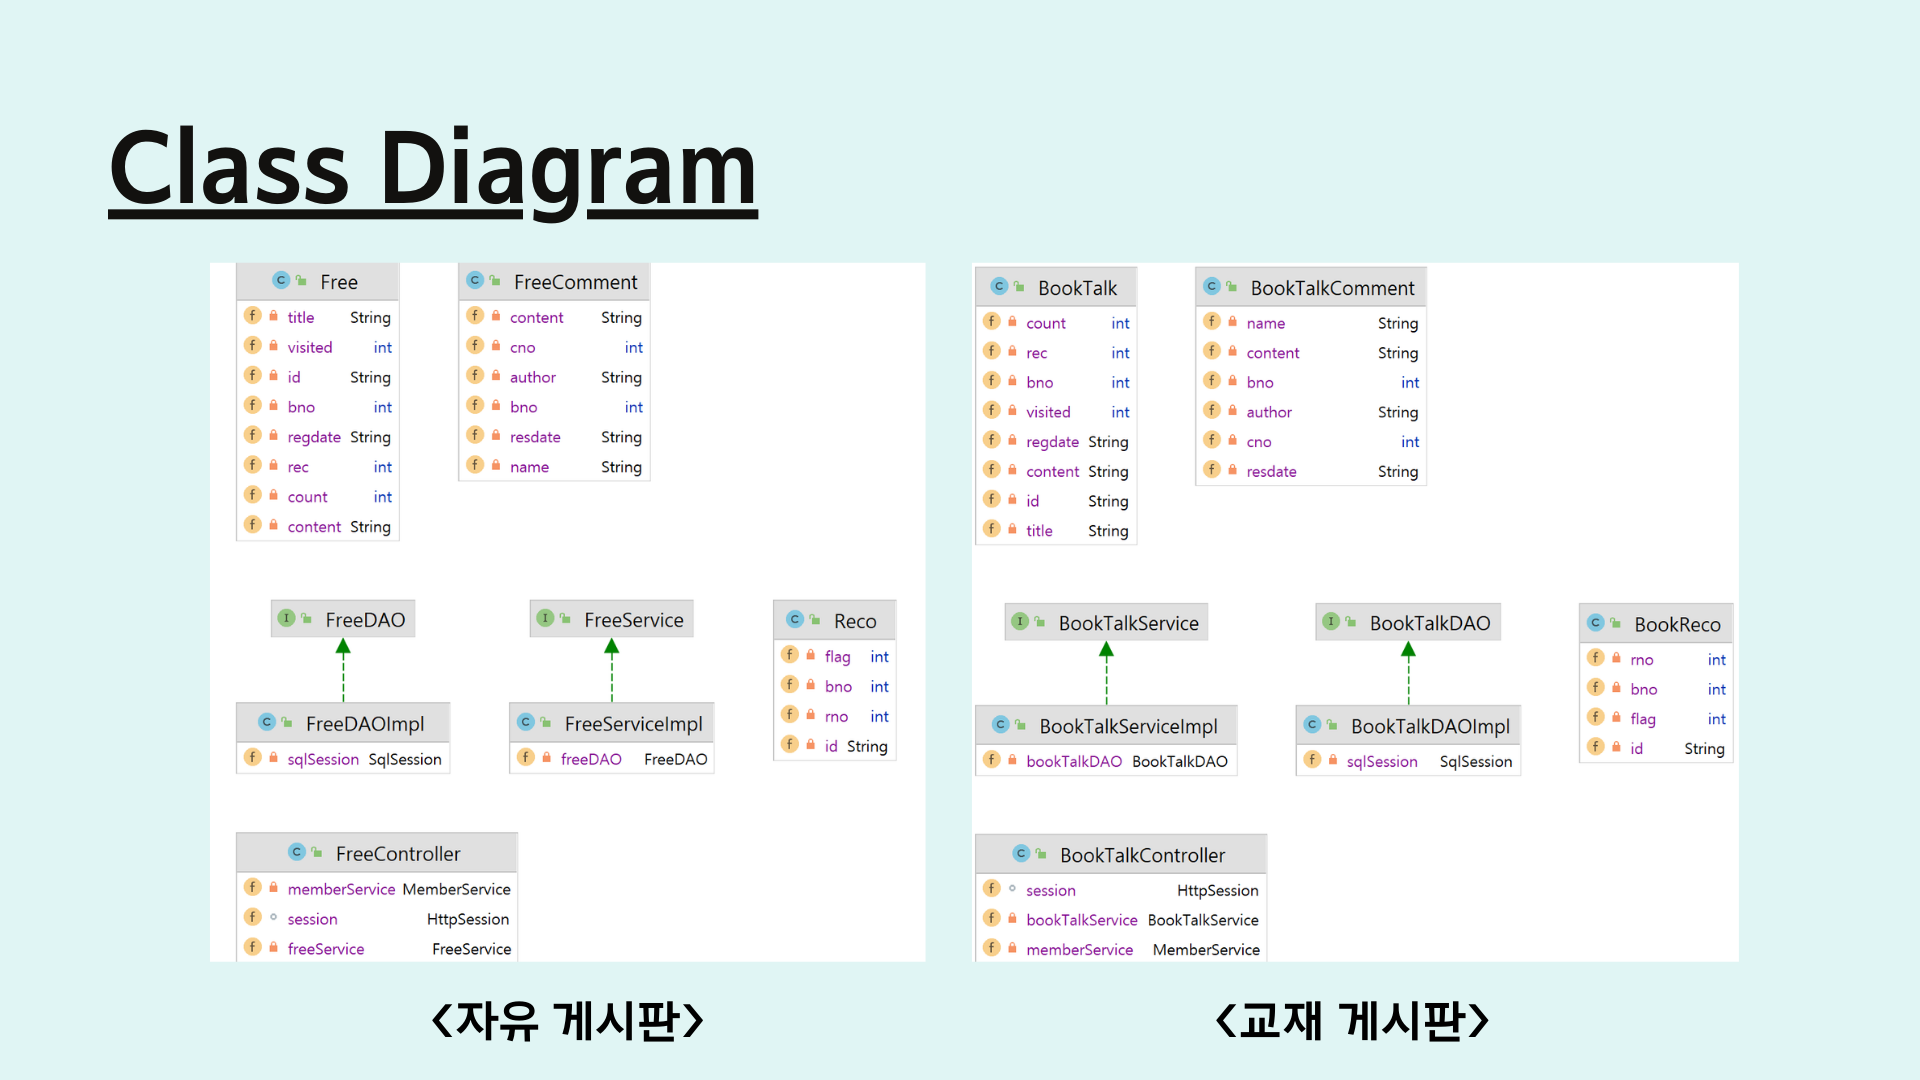 Class Diagram
Free
title String
visited int
id String
bno int
regdate String
rec int
count int
content String
FreeComment
content String
cno int
author String
bno int
resdate String
name String
FreeDAO
FreeService
FreeDAOImpl
sqlSession SqlSession
FreeServiceImpl
freeDAO FreeDAO
Reco
flag int
bno int
rno int
id String
FreeController
memberService MemberService
session HttpSession
freeService FreeService
<자유 게시판>
BookTalk
count int
rec int
bno int
visited int
regdate String
content String
id String
title String
BookTalkComment
name String
content String
bno int
author String
cno int
resdate String
BookTalkService
BookTalkDAO
BookTalkServiceImpl
bookTalkDAO BookTalkDAO
BookTalkDAOImpl
sqlSession SqlSession
BookReco
rno int
bno int
flag int
id String
BookTalkController
session HttpSession
bookTalkService BookTalkService
memberService MemberService
<교재 게시판>